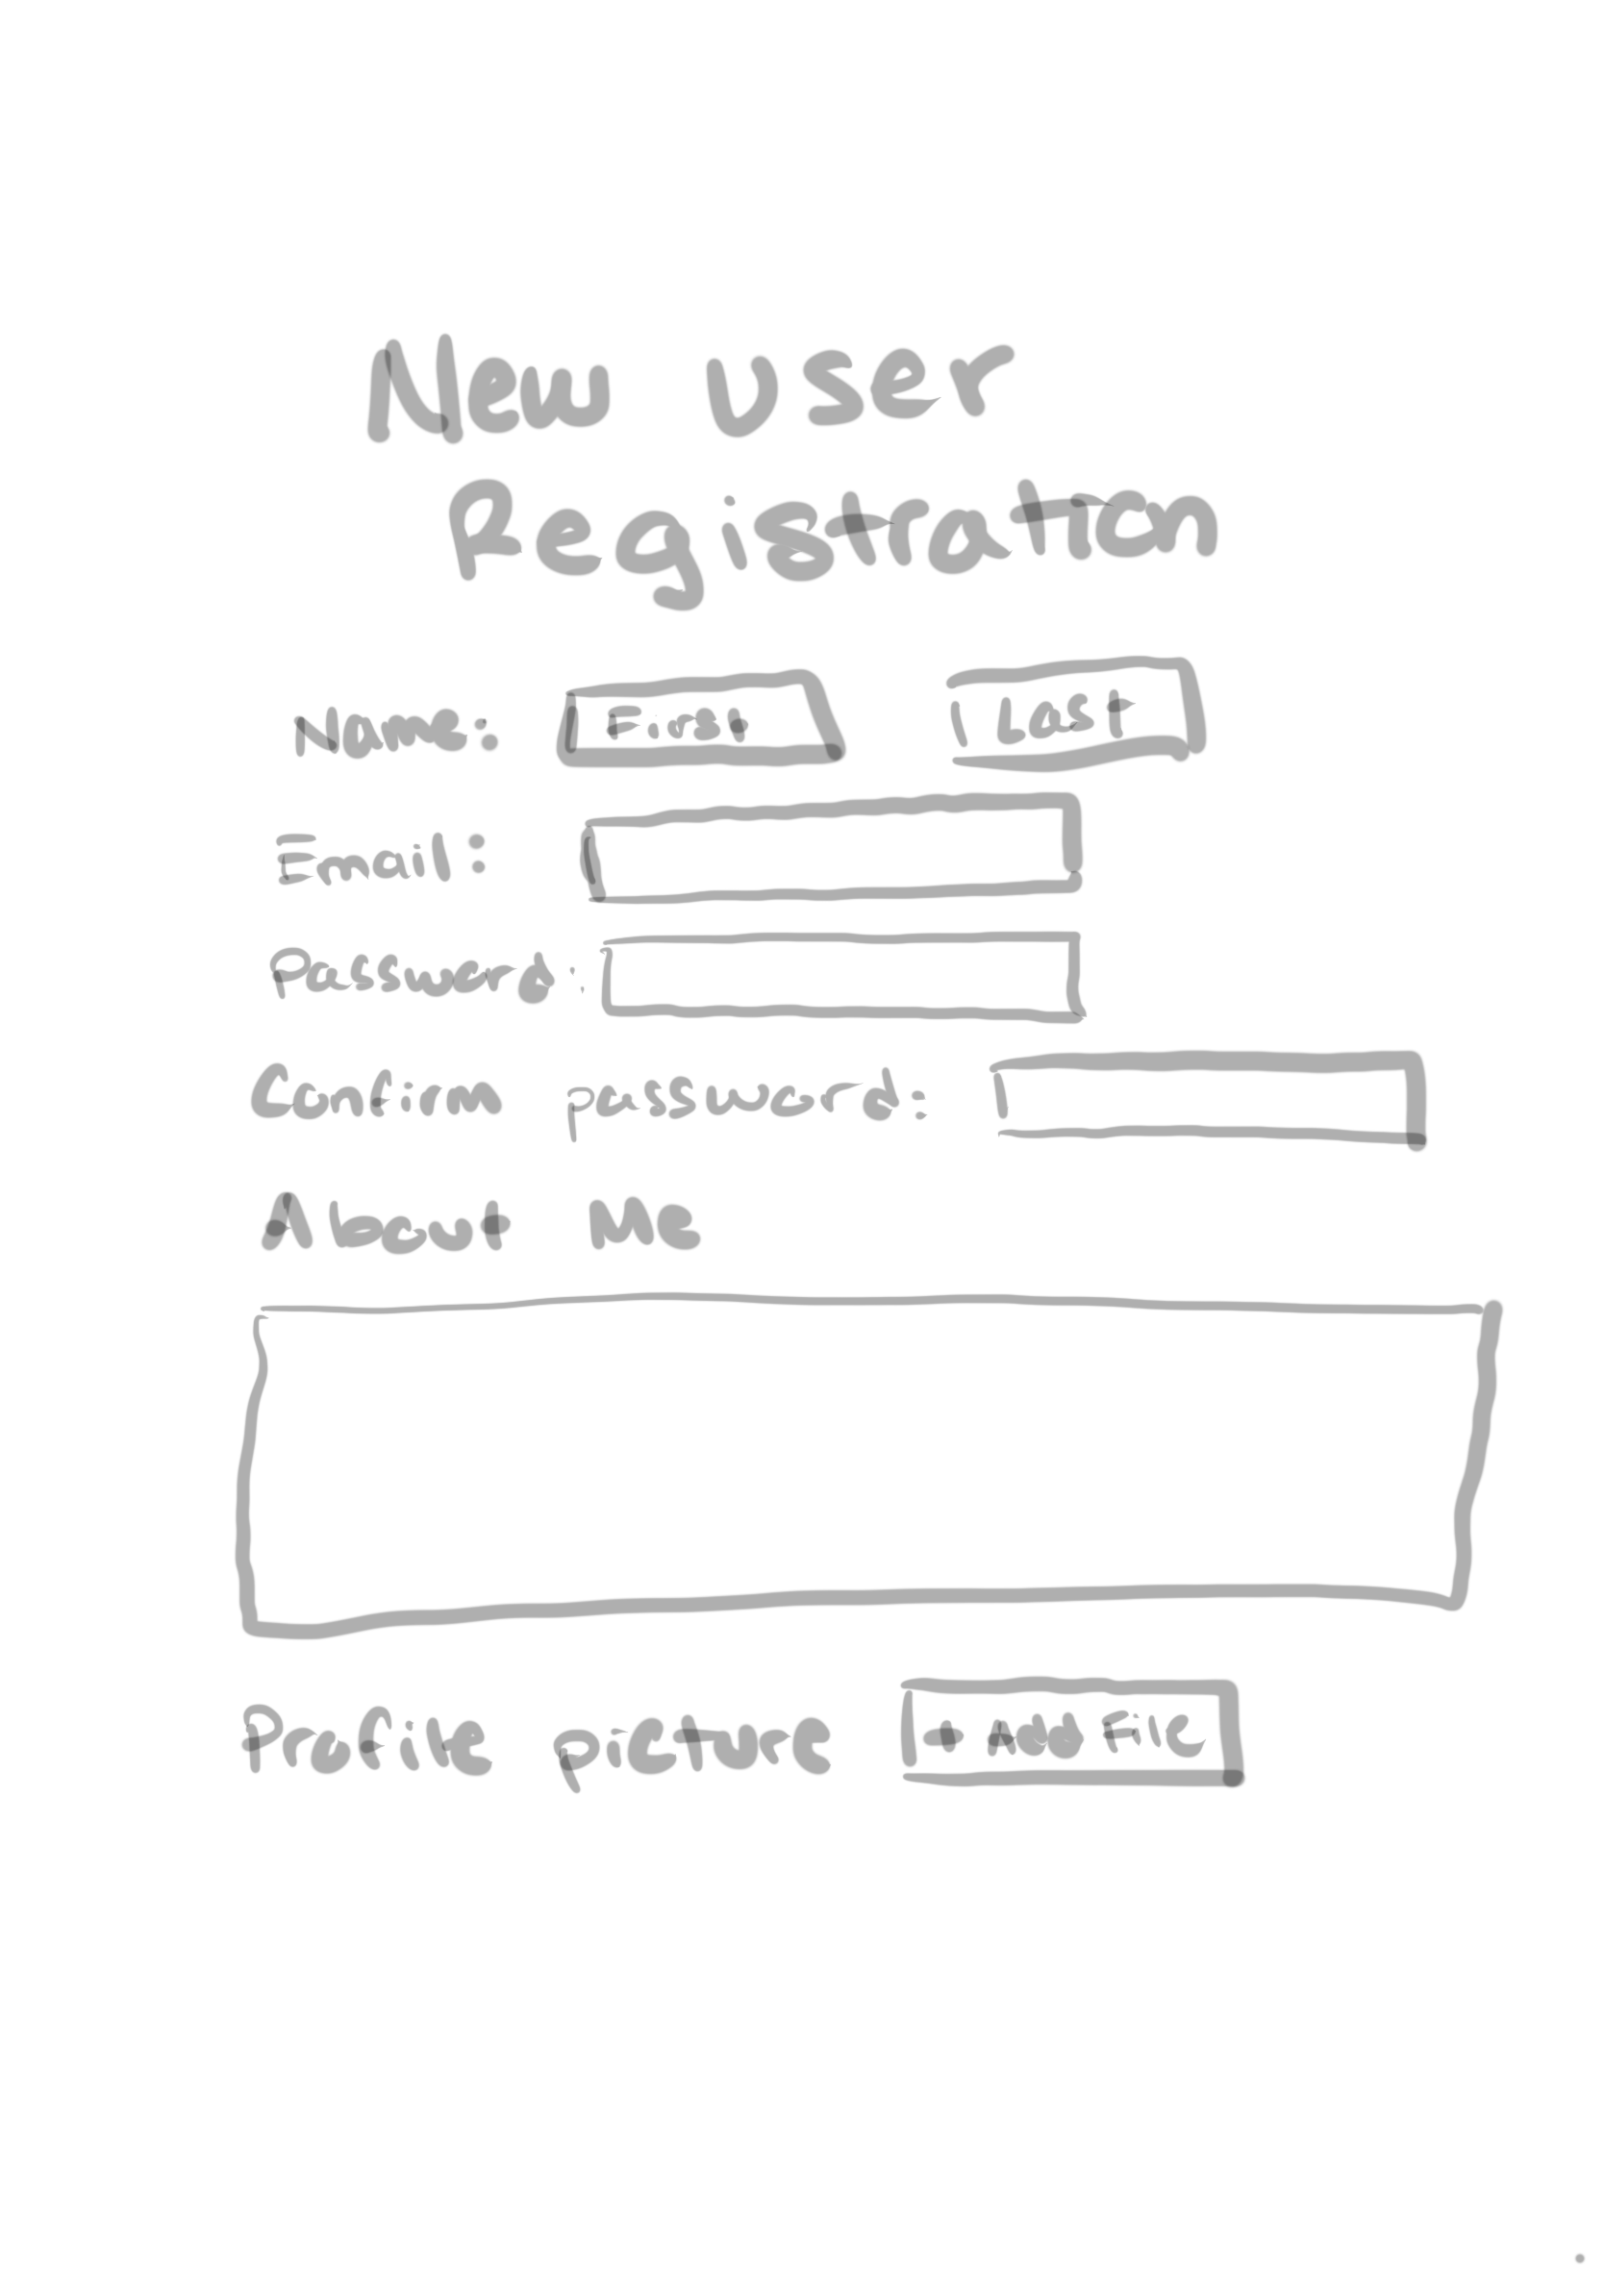 New user
Registration
Name: First Last
Email:
Password:
Confirm password:
About Me
Profile picture + Add File